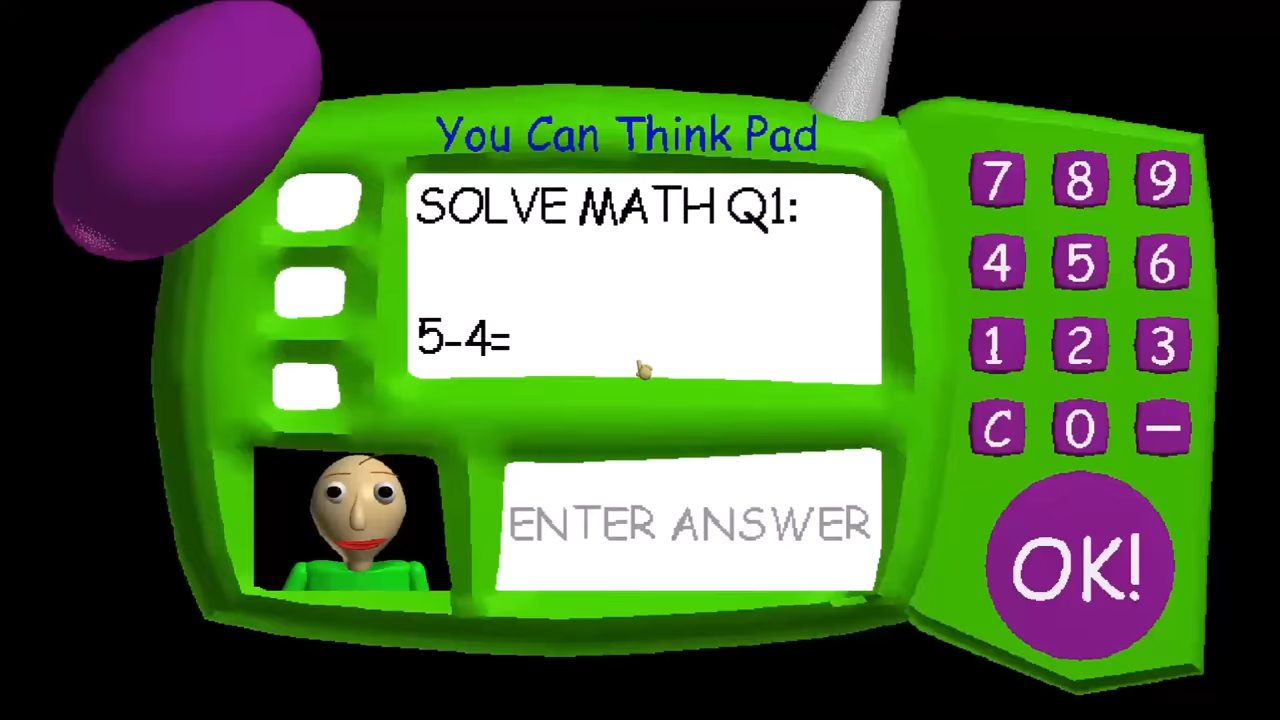 You Can Think Pad
SOLVE MATH Q1:
5-4=
ENTER ANSWER
7 8 9
4 5 6
1 2 3
C 0 -
OK!